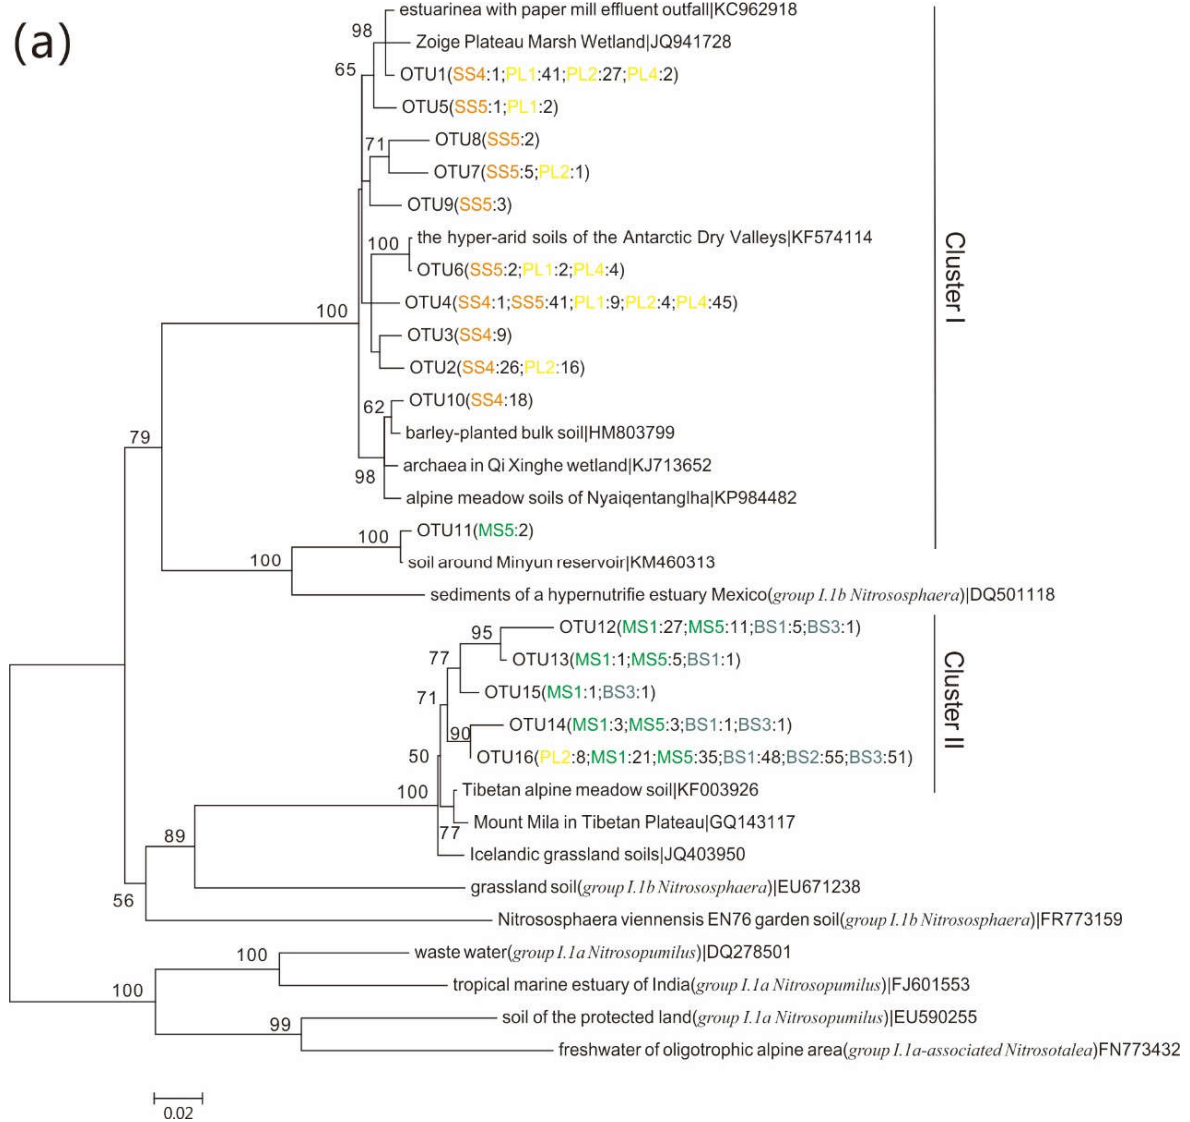 (a)
estuarinea with paper mill effluent outfall|KC962918
98
Zoige Plateau Marsh Wetland|JQ941728
65
OTU1(SS4:1;PL1:41;PL2:27;PL4:2)
OTU5(SS5:1;PL1:2)
OTU8(SS5:2)
71
OTU7(SS5:5;PL2:1)
OTU9(SS5:3)
the hyper-arid soils of the Antarctic Dry Valleys|KF574114
100
OTU6(SS5:2;PL1:2;PL4:4)
OTU4(SS4:1;SS5:41;PL1:9;PL2:4;PL4:45)
100
OTU3(SS4:9)
OTU2(SS4:26;PL2:16)
OTU10(SS4:18)
62
barley-planted bulk soil|HM803799
79
archaea in Qi Xinghe wetland|KJ713652
98
alpine meadow soils of Nyaiqentanglha|KP984482
OTU11(MS5:2)
100
soil around Minyun reservoir|KM460313
100
sediments of a hypernutrifie estuary Mexico(group I.1b Nitrososphaera)|DQ501118
Cluster I
OTU12(MS1:27;MS5:11;BS1:5;BS3:1)
95
OTU13(MS1:1;MS5:5;BS1:1)
77
OTU15(MS1:1;BS3:1)
71
OTU14(MS1:3;MS5:3;BS1:1;BS3:1)
90
OTU16(PL2:8;MS1:21;MS5:35;BS1:48;BS2:55;BS3:51)
50
Tibetan alpine meadow soil|KF003926
100
Mount Mila in Tibetan Plateau|GQ143117
77
Cluster II
Icelandic grassland soils|JQ403950
89
grassland soil(group I.1b Nitrososphaera)|EU671238
56
Nitrososphaera viennensis EN76 garden soil(group I.1b Nitrososphaera)|FR773159
waste water(group I.1a Nitrosopumilus)|DQ278501
100
tropical marine estuary of India(group I.1a Nitrosopumilus)|FJ601553
100
soil of the protected land(group I.1a Nitrosopumilus)|EU590255
99
freshwater of oligotrophic alpine area(group I.1a-associated Nitrosotalea)FN773432
0.02